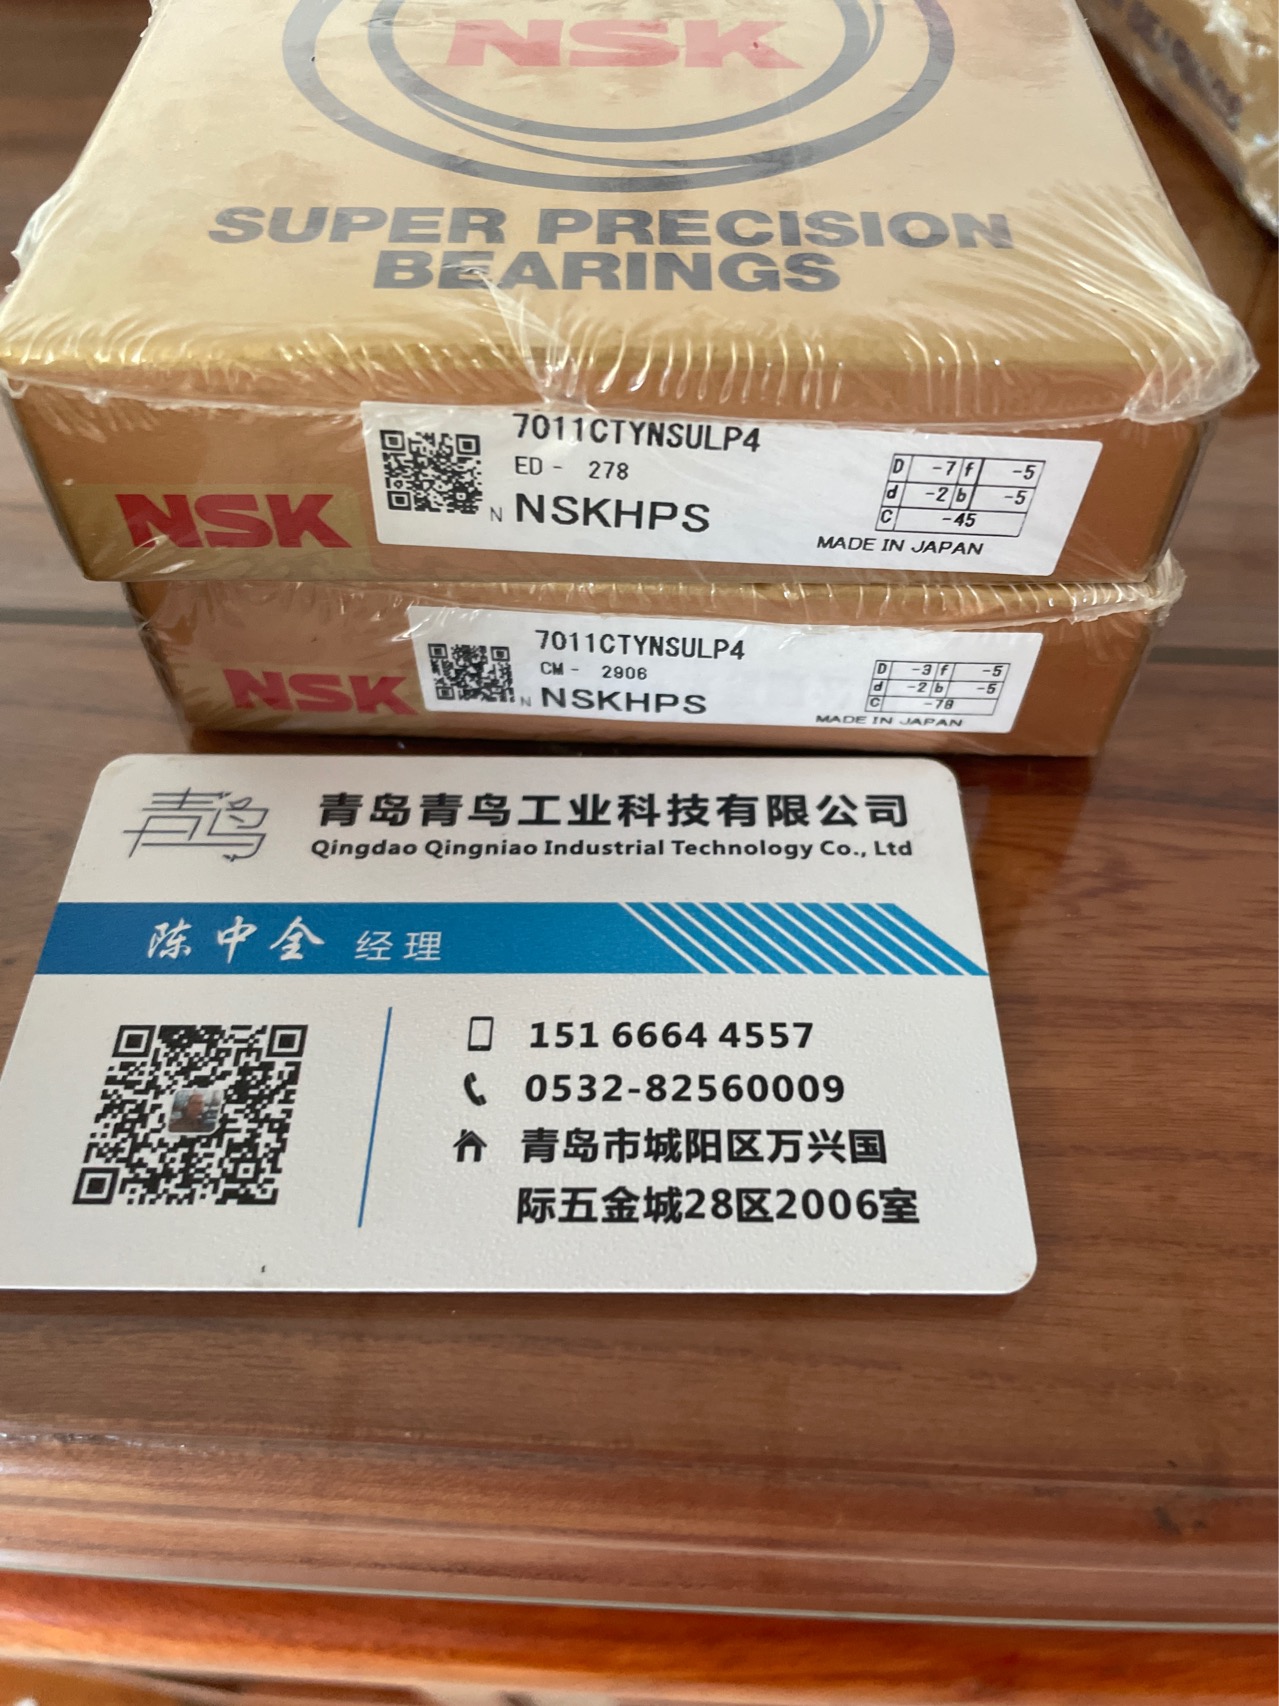 NSK
SUPER PRECISION
BEARINGS
NSK
7011CTYNSULP4
ED - 278
N NSKHPS
D -7 f -5
d -2 b -5
C -45
MADE IN JAPAN
NSK
7011CTYNSULP4
CM - 2906
N NSKHPS
D -3 f -5
d -2 b -5
C -78
MADE IN JAPAN
青鸟
青岛青鸟工业科技有限公司
Qingdao Qingniao Industrial Technology Co., Ltd
陈中全 经理
151 6664 4557
0532-82560009
青岛市城阳区万兴国
际五金城28区2006室